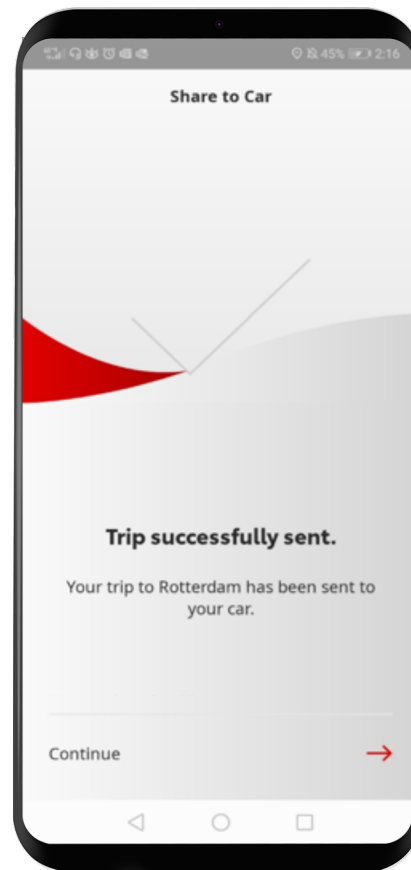 45% 2:16
Share to Car
Trip successfully sent.
Your trip to Rotterdam has been sent to
your car.
Continue